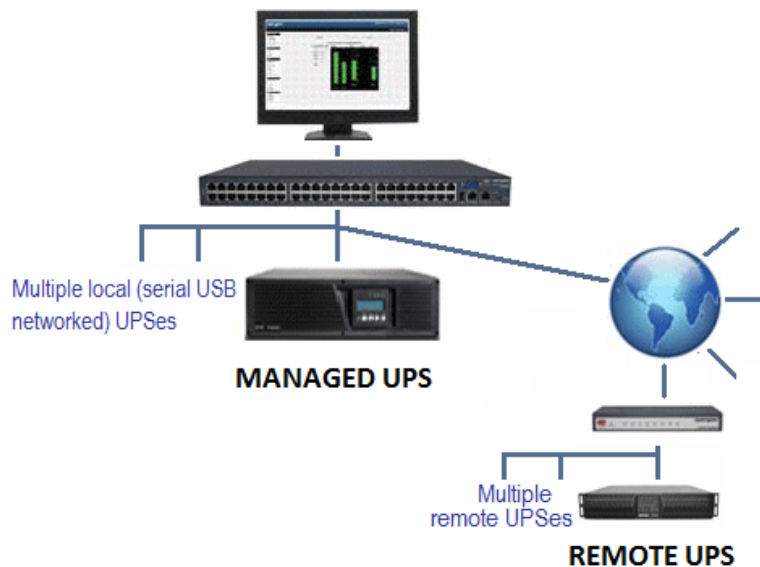 Multiple local (serial USB
networked) UPSes
MANAGED UPS
Multiple
remote UPSes
REMOTE UPS